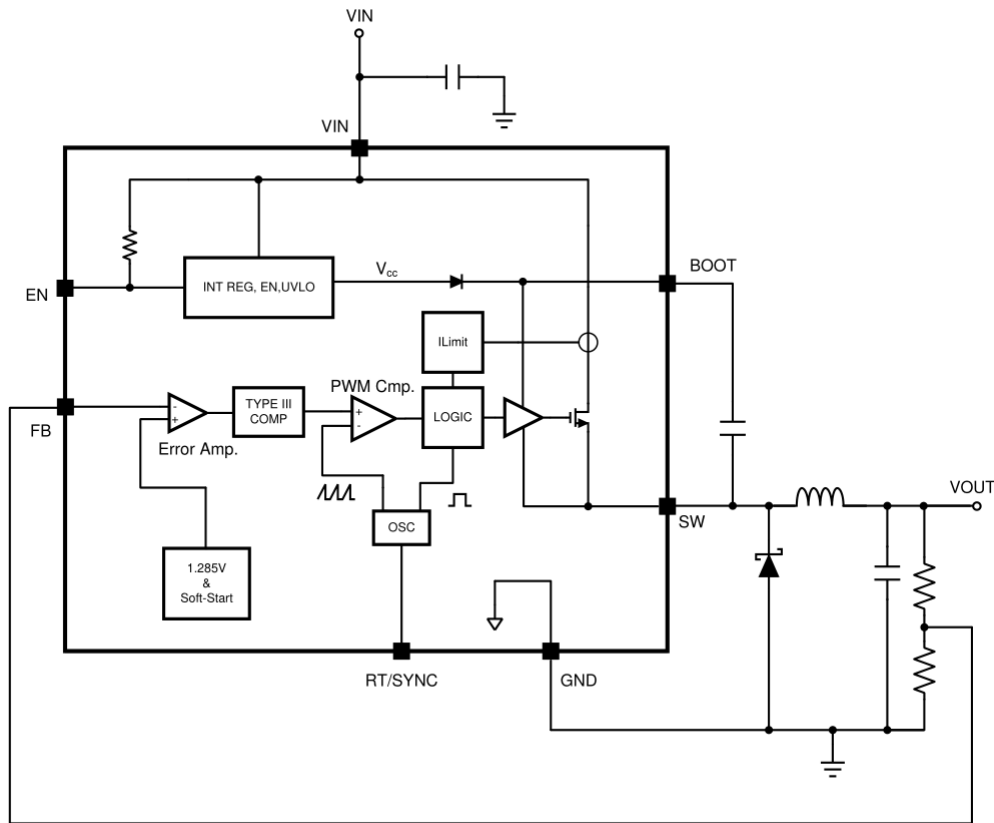 VIN
VIN
BOOT
V_cc
EN
INT REG, EN,UVLO
ILimit
PWM Cmp.
TYPE III
COMP
LOGIC
+
-
-
+
FB
Error Amp.
VOUT
SW
OSC
1.285V
&
Soft-Start
RT/SYNC
GND